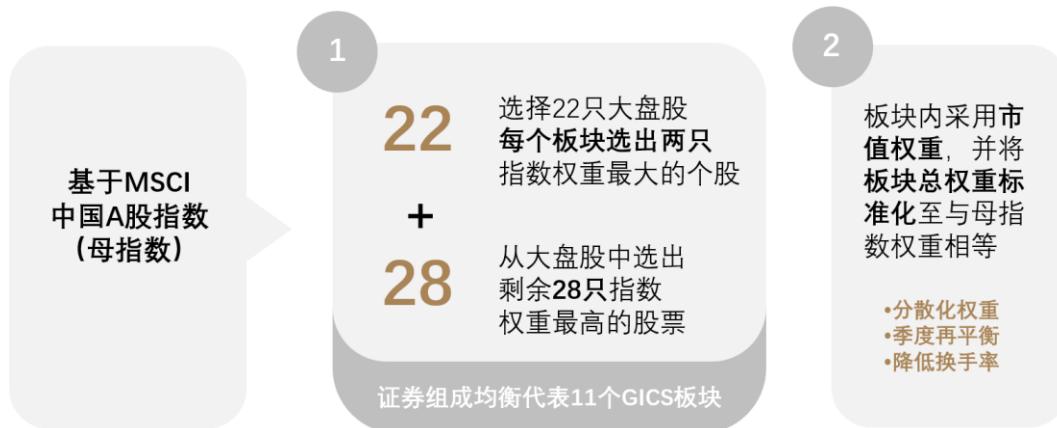 基于MSCI
中国A股指数
（母指数）
1
22
选择22只大盘股
每个板块选出两只
指数权重最大的个股
+
28
从大盘股中选出
剩余28只指数
权重最高的股票
证券组成均衡代表11个GICS板块
2
板块内采用市
值权重，并将
板块总权重标
准化至与母指
数权重相等
•分散化权重
•季度再平衡
•降低换手率